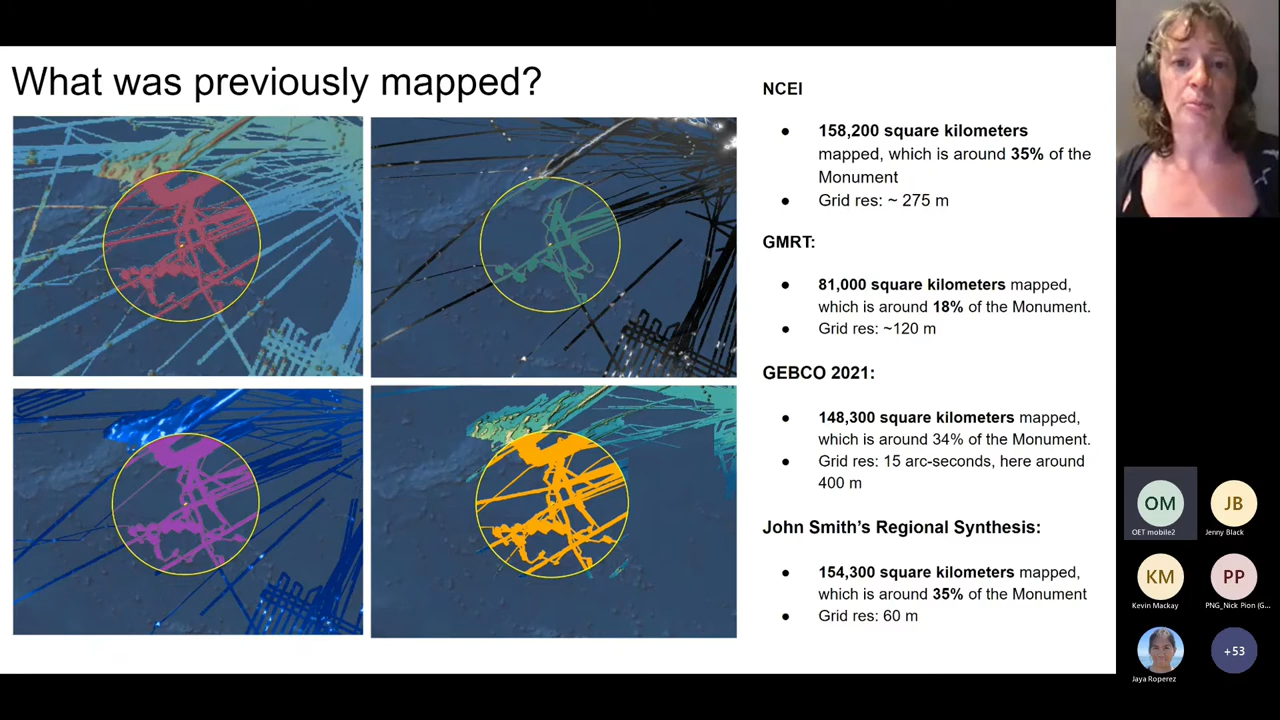 What was previously mapped?
NCEI
● 158,200 square kilometers
mapped, which is around 35% of the
Monument
● Grid res: ~ 275 m
GMRT:
● 81,000 square kilometers mapped,
which is around 18% of the Monument.
● Grid res: ~120 m
GEBCO 2021:
● 148,300 square kilometers mapped,
which is around 34% of the Monument.
● Grid res: 15 arc-seconds, here around
400 m
John Smith's Regional Synthesis:
● 154,300 square kilometers mapped,
which is around 35% of the Monument
● Grid res: 60 m
OM
OET mobile2
JB
Jenny Black
KM
Kevin Mackay
PP
PNG_Nick Pion (G...
Jaya Roperez
+53